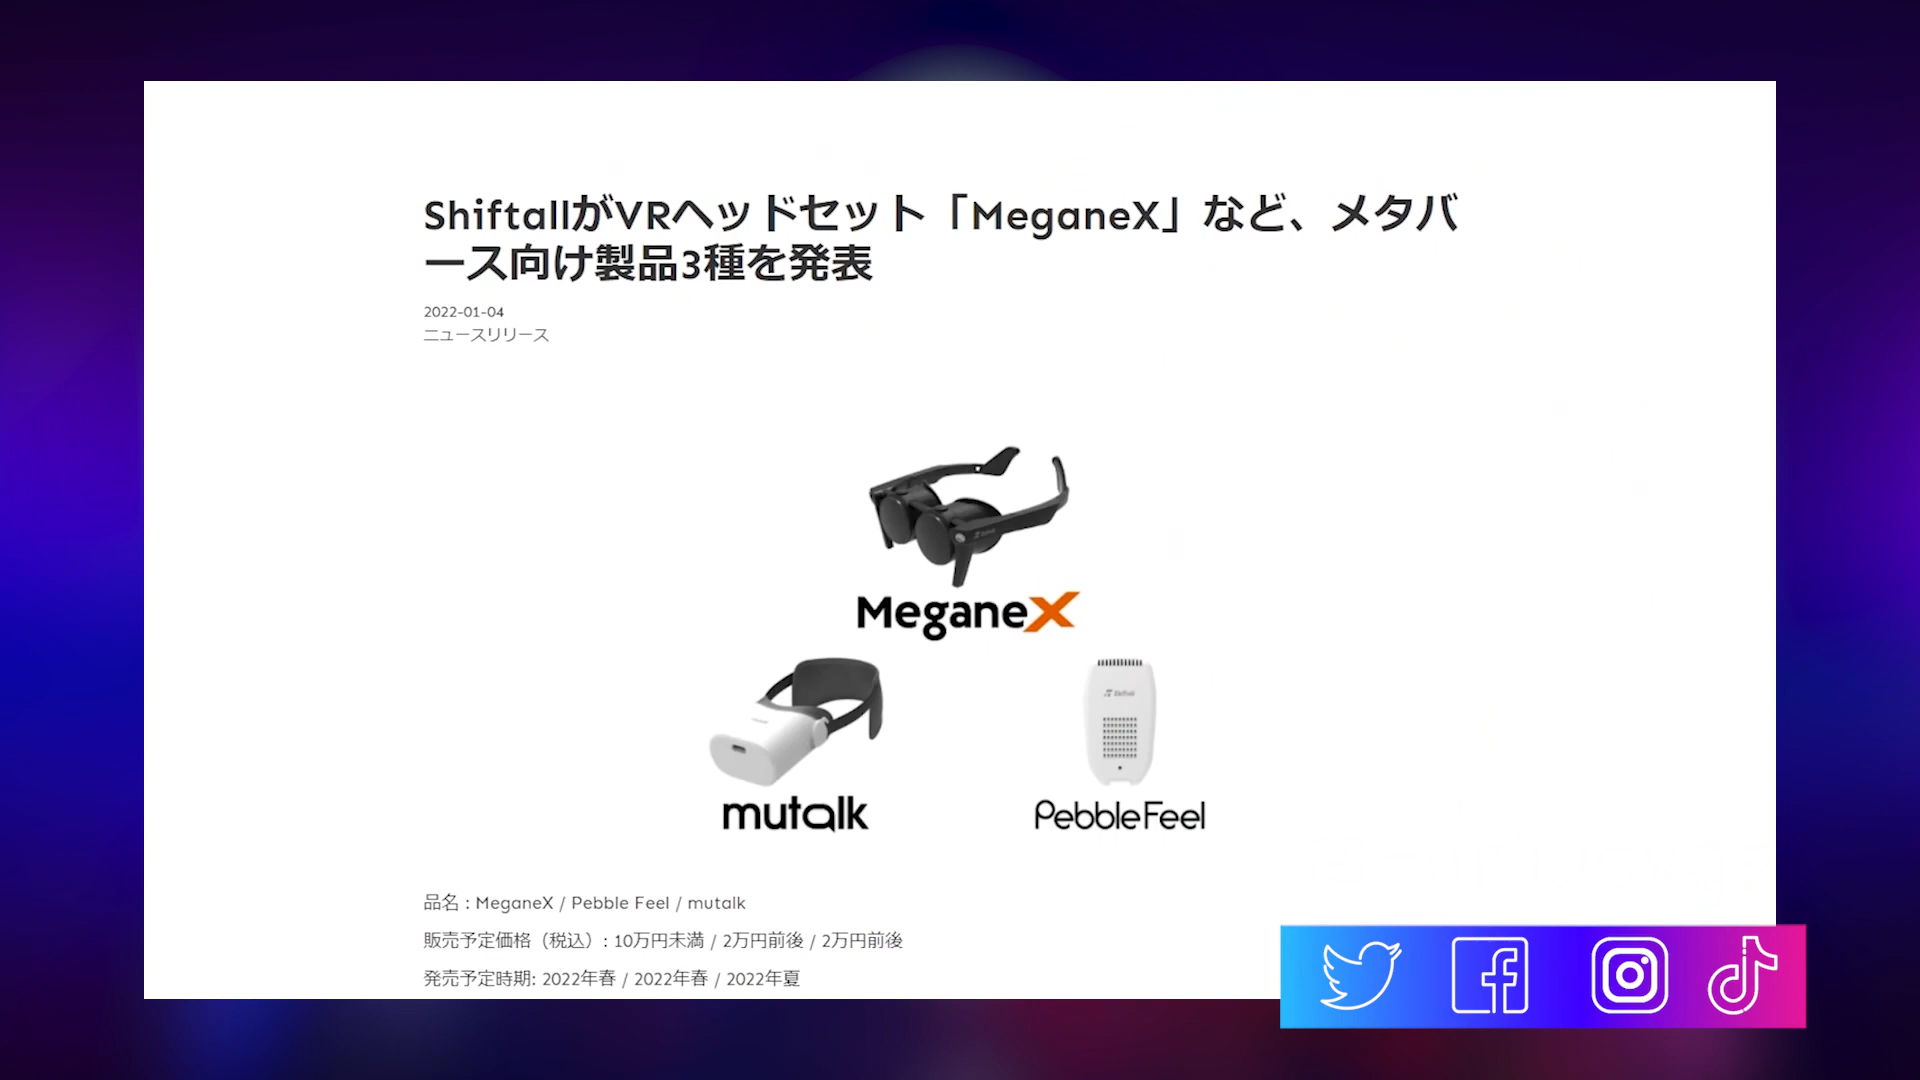 ShiftallがVRヘッドセット「MeganeX」など、メタバ
ース向け製品3種を発表
2022-01-04
ニュースリリース
MeganeX
Shiftall
mutalk
PebbleFeel
品名 : MeganeX / Pebble Feel / mutalk
販売予定価格（税込）: 10万円未満 / 2万円前後 / 2万円前後
発売予定時期: 2022年春 / 2022年春 / 2022年夏